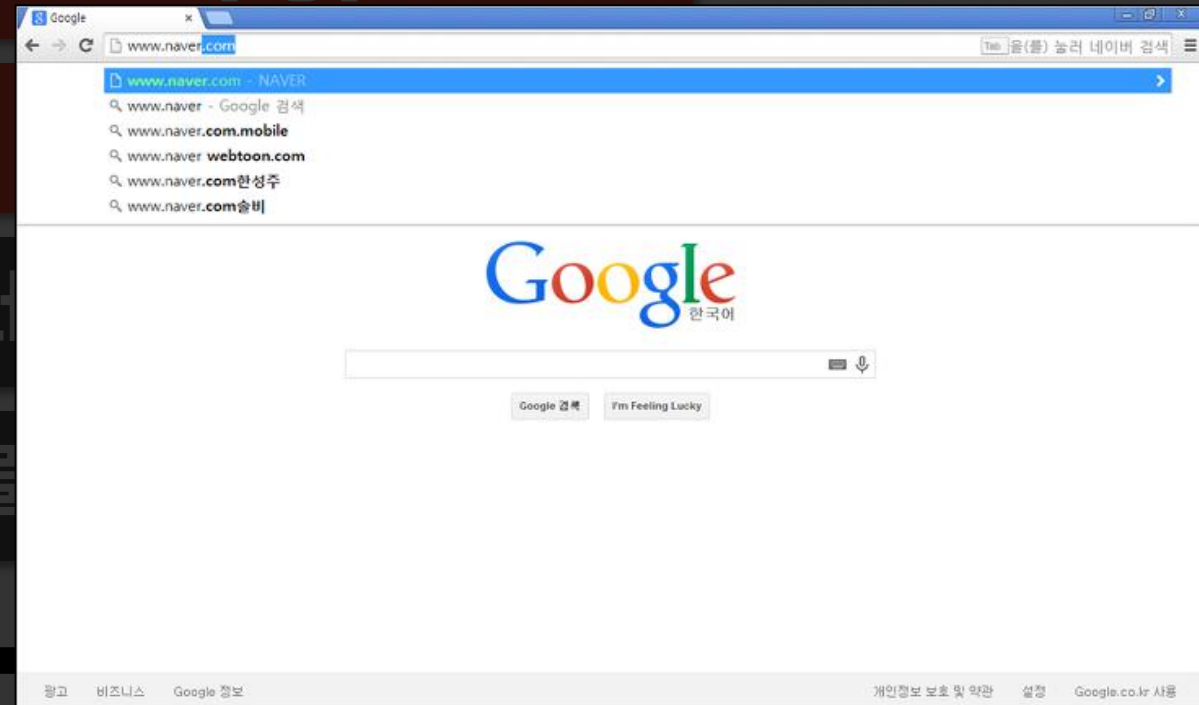 Google
www.naver.com
Tab 을(를) 눌러 네이버 검색
www.naver.com - NAVER
www.naver - Google 검색
www.naver.com.mobile
www.naver webtoon.com
www.naver.com한성주
www.naver.com솔비
Google
한국어
Google 검색
I'm Feeling Lucky
광고 비즈니스 Google 정보
개인정보 보호 및 약관 설정 Google.co.kr 사용